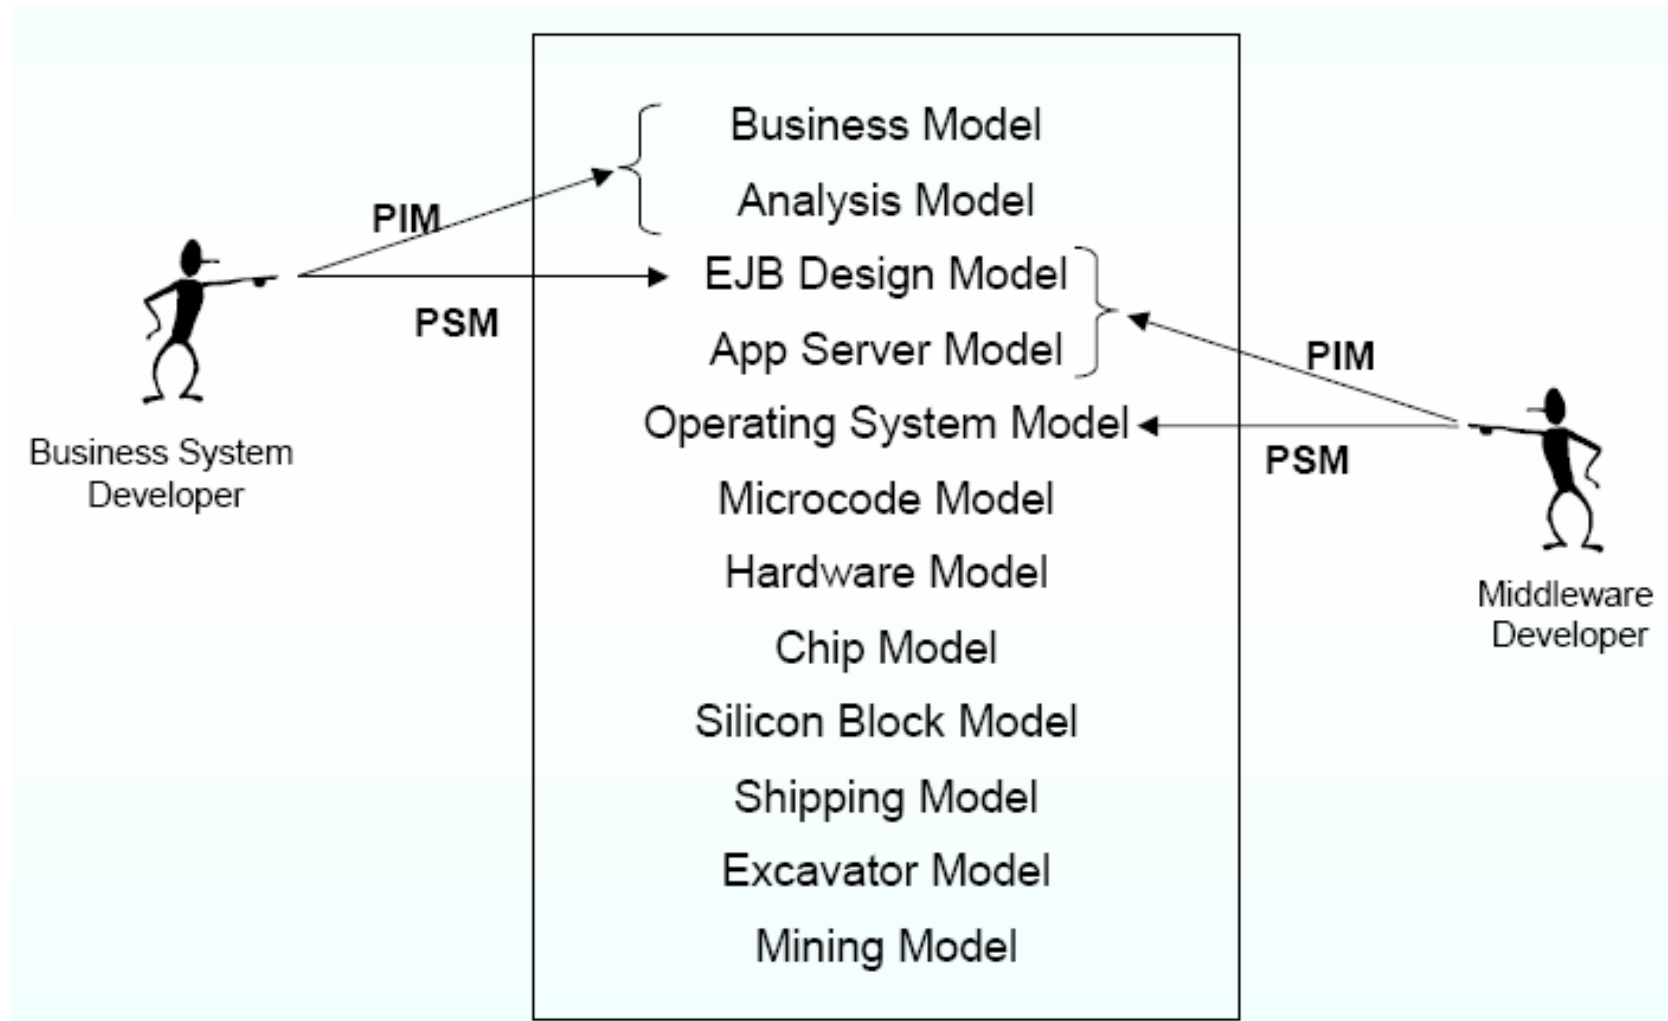 Business Model
Analysis Model
PIM
EJB Design Model
PSM
App Server Model
PIM
Operating System Model
PSM
Business System
Developer
Microcode Model
Hardware Model
Middleware
Developer
Chip Model
Silicon Block Model
Shipping Model
Excavator Model
Mining Model